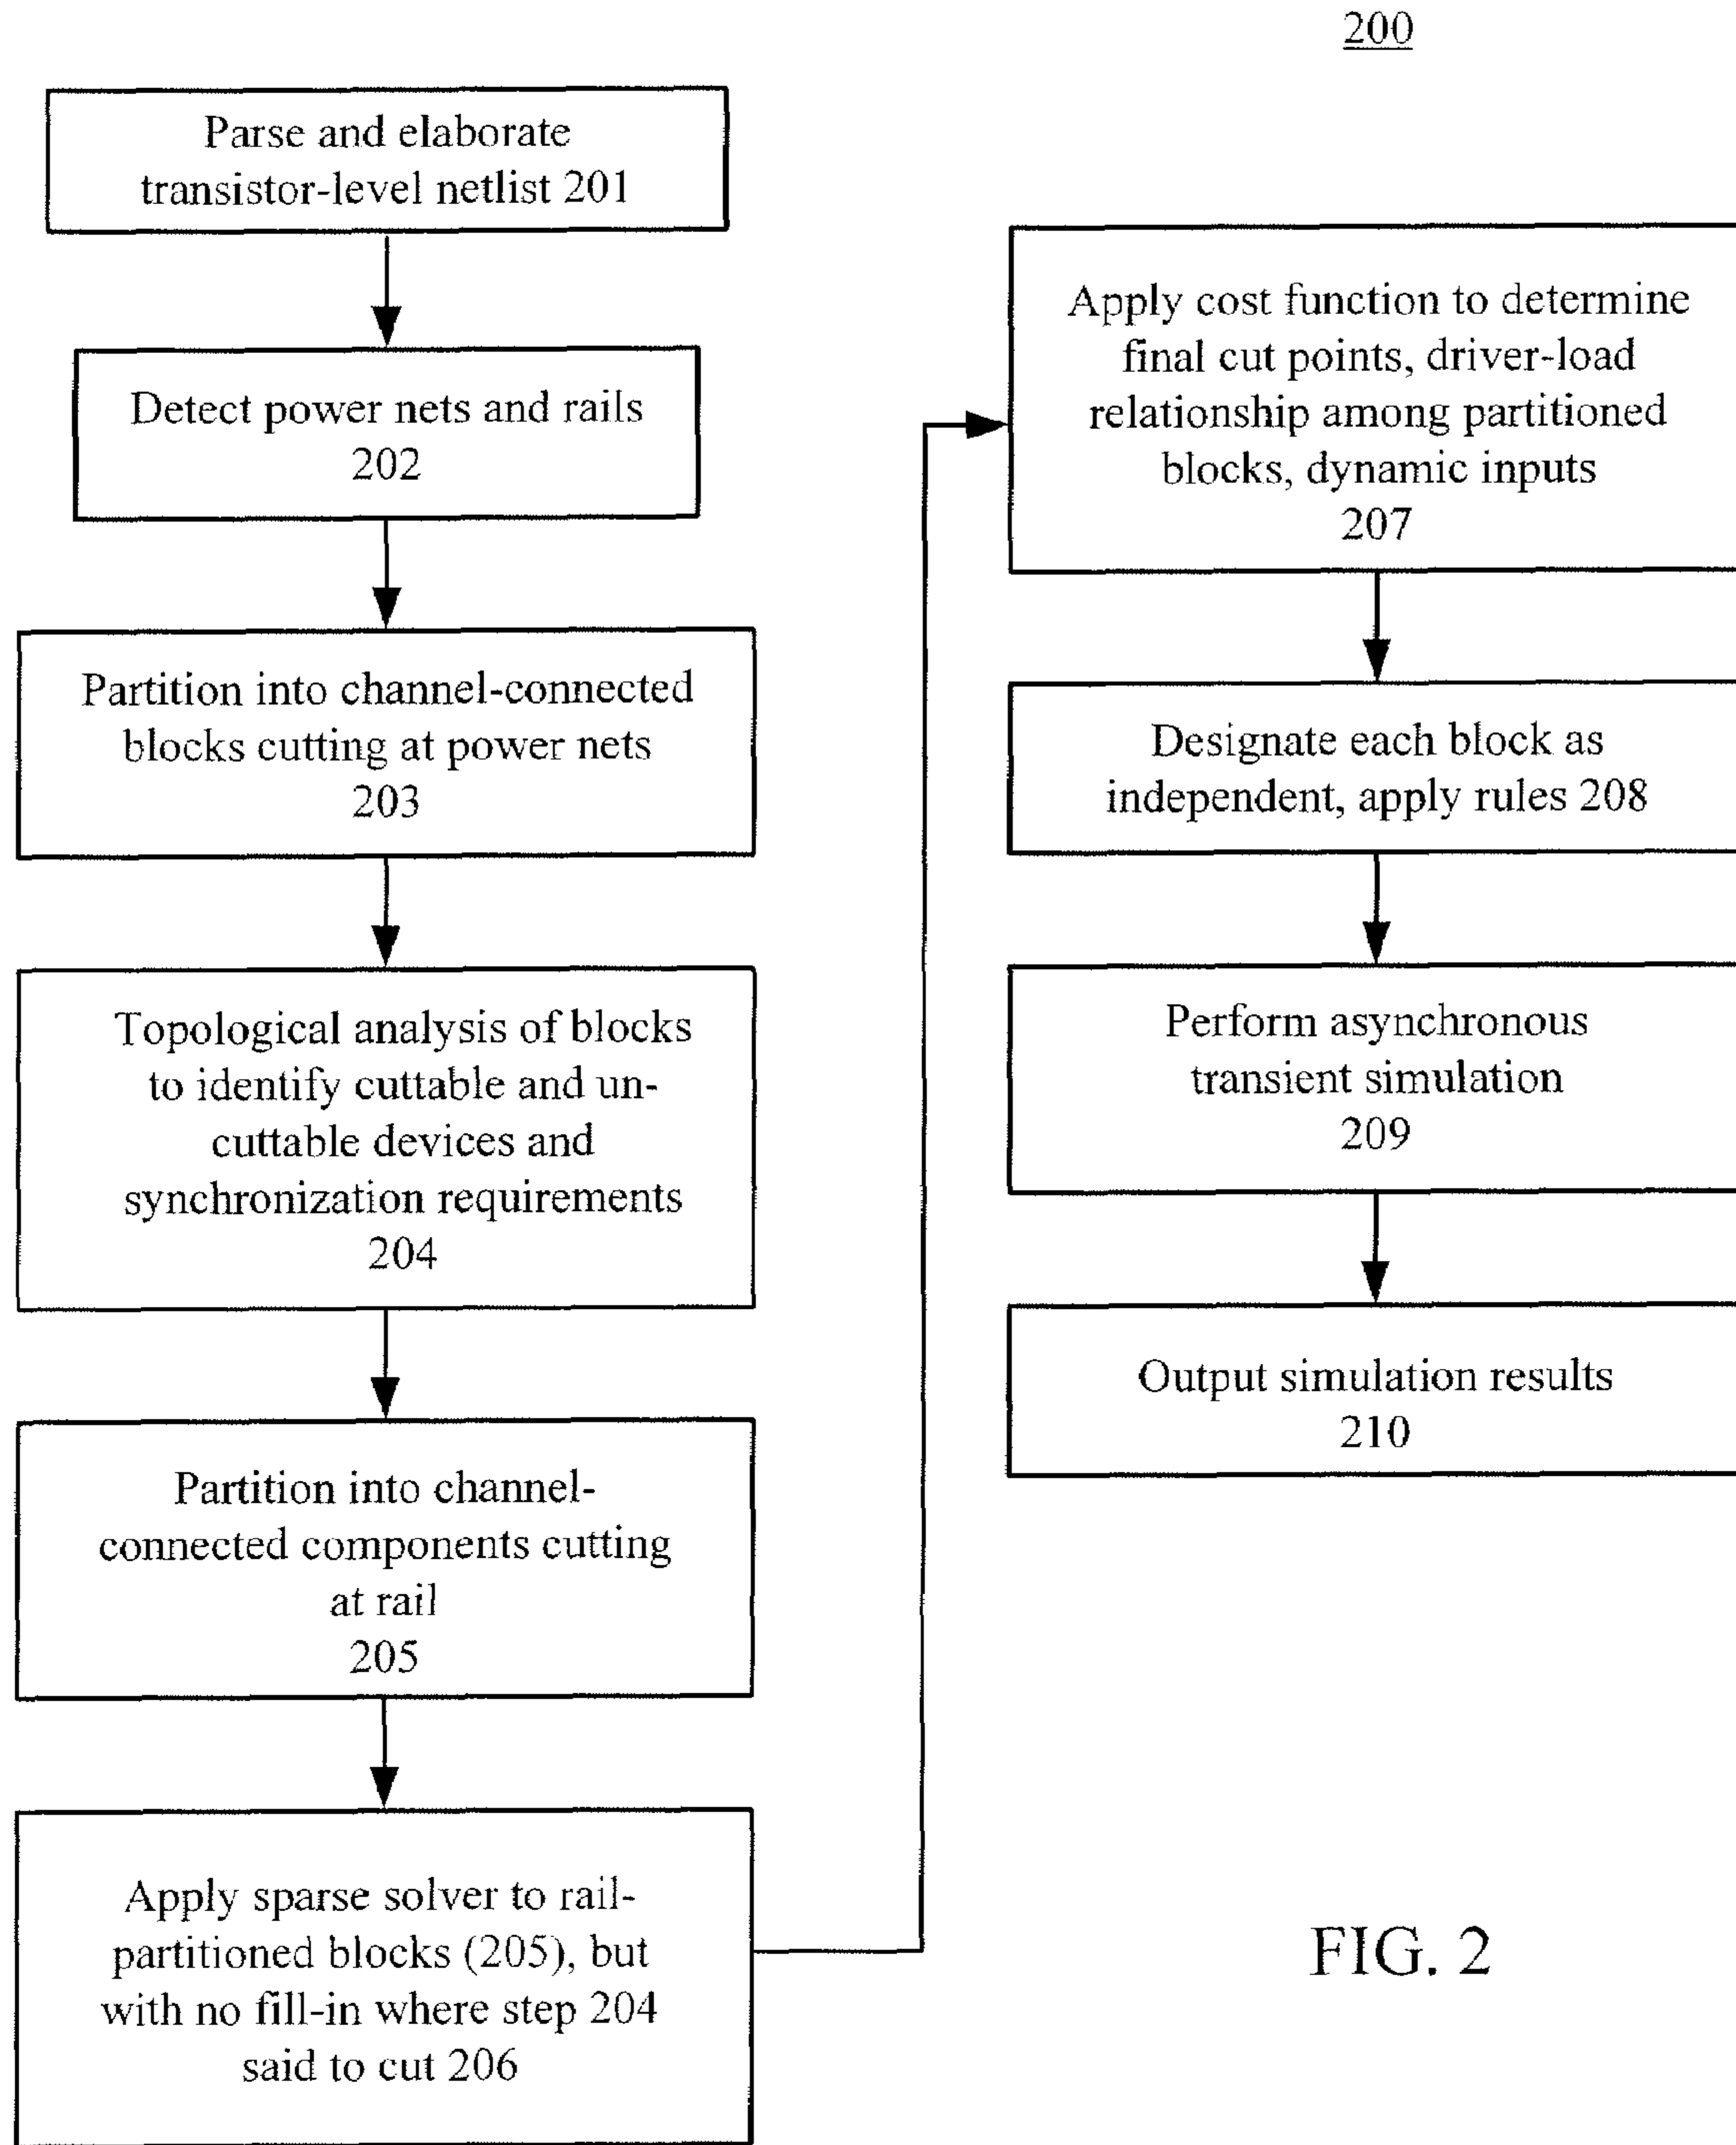 200
Parse and elaborate
transistor-level netlist 201
Detect power nets and rails
202
Partition into channel-connected
blocks cutting at power nets
203
Topological analysis of blocks
to identify cuttable and un-
cuttable devices and
synchronization requirements
204
Partition into channel-
connected components cutting
at rail
205
Apply sparse solver to rail-
partitioned blocks (205), but
with no fill-in where step 204
said to cut 206
Apply cost function to determine
final cut points, driver-load
relationship among partitioned
blocks, dynamic inputs
207
Designate each block as
independent, apply rules 208
Perform asynchronous
transient simulation
209
Output simulation results
210
FIG. 2